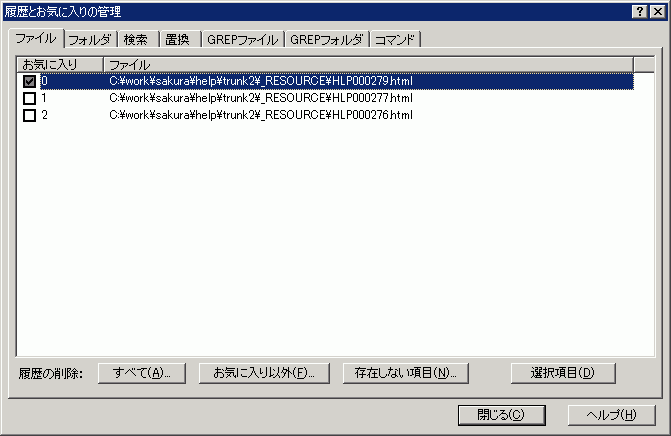 履歴とお気に入りの管理
ファイル フォルダ 検索 置換 GREPファイル GREPフォルダ コマンド
お気に入り ファイル
0 C:¥work¥sakura¥help¥trunk2¥_RESOURCE¥HLP000279.html
1 C:¥work¥sakura¥help¥trunk2¥_RESOURCE¥HLP000277.html
2 C:¥work¥sakura¥help¥trunk2¥_RESOURCE¥HLP000276.html
履歴の削除: すべて(A)... お気に入り以外(F)... 存在しない項目(N)... 選択項目(D)
閉じる(C) ヘルプ(H)